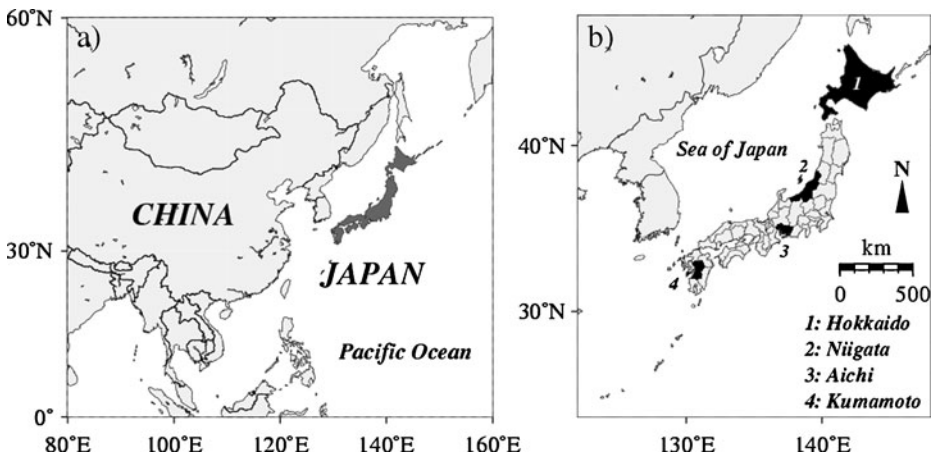 a)
60°N
30°N
0°
80°E
100°E
120°E
140°E
160°E
CHINA
JAPAN
Pacific Ocean
b)
40°N
30°N
130°E
140°E
Sea of Japan
1
2
3
4
N
km
0 500
1: Hokkaido
2: Niigata
3: Aichi
4: Kumamoto